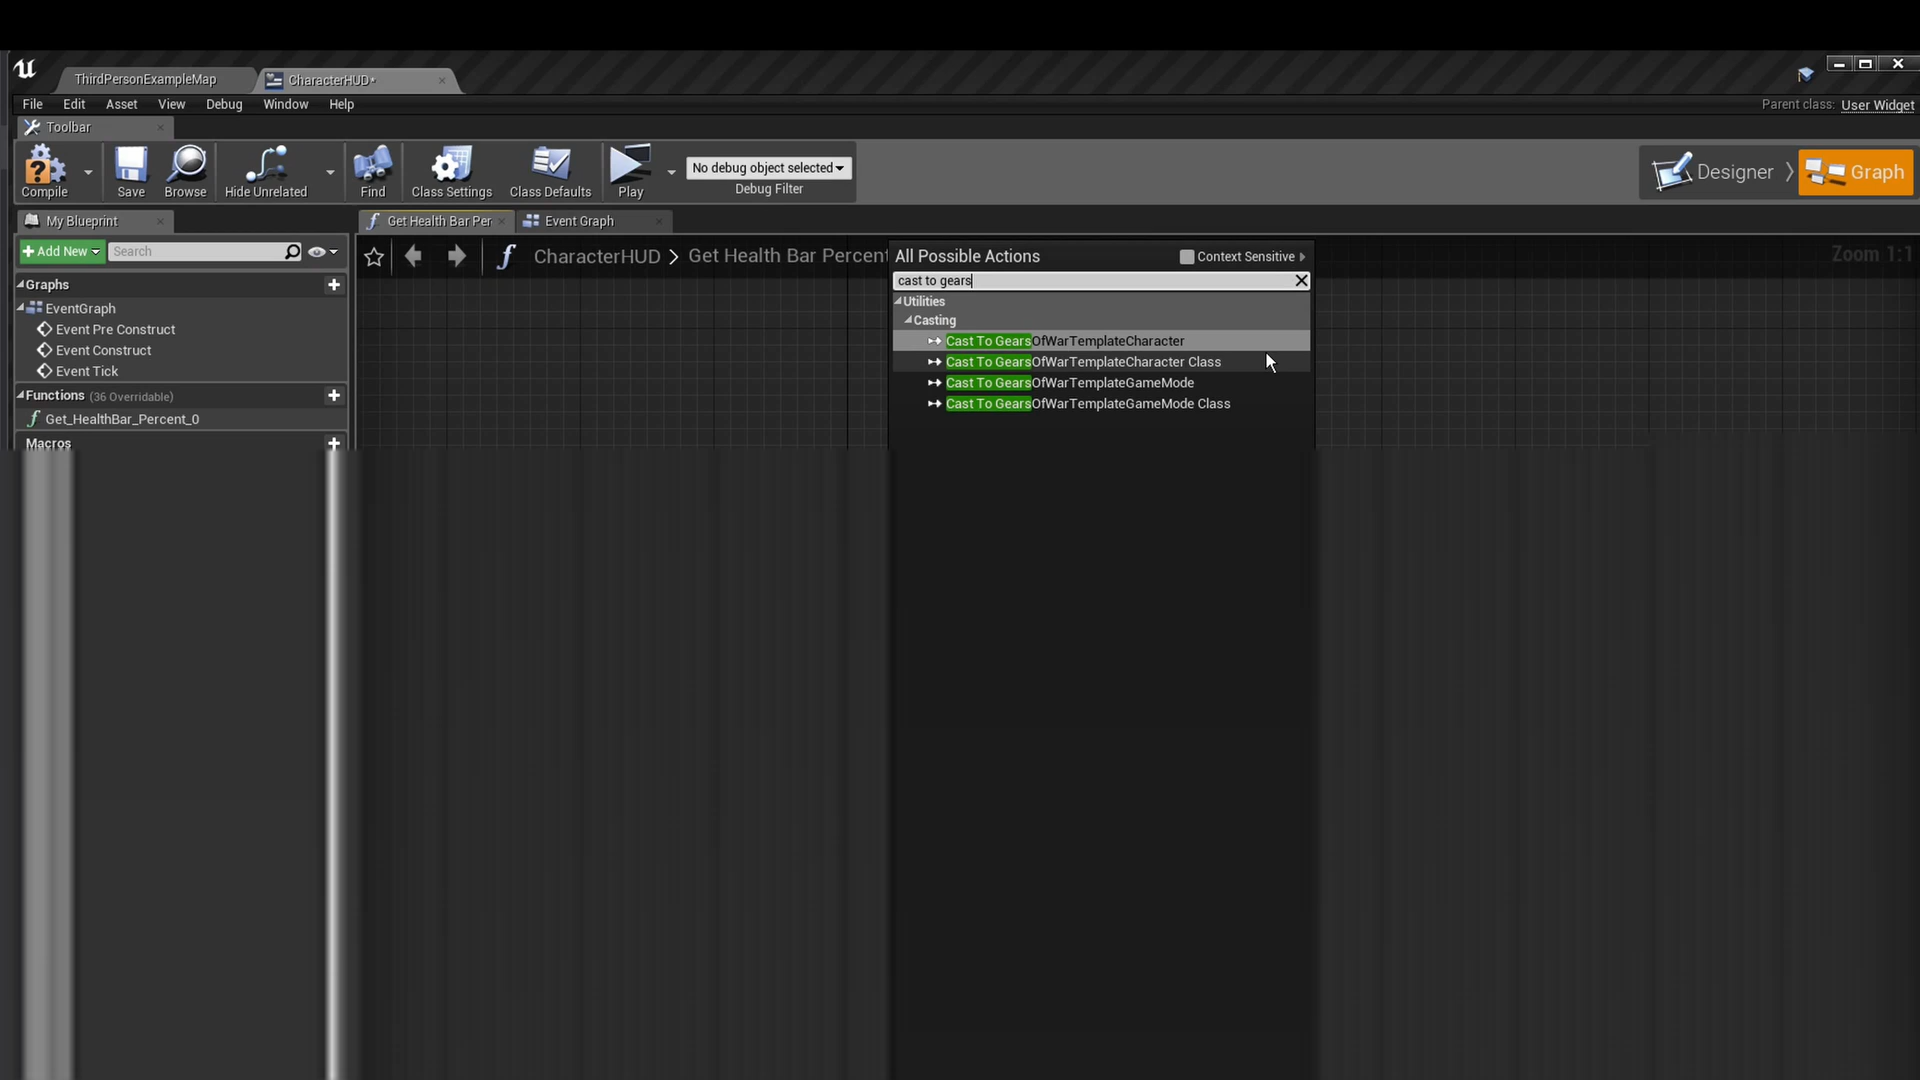 ThirdPersonExampleMap
CharacterHUD*
File Edit Asset View Debug Window Help
Parent class: User Widget
Toolbar
Compile
Save
Browse
Hide Unrelated
Find
Class Settings
Class Defaults
Play
No debug object selected
Debug Filter
Designer
Graph
My Blueprint
Get Health Bar Per
Event Graph
+Add New
Search
CharacterHUD > Get Health Bar Percent
Zoom 1:1
All Possible Actions
Context Sensitive
cast to gears
Utilities
Casting
Cast To GearsOfWarTemplateCharacter
Cast To GearsOfWarTemplateCharacter Class
Cast To GearsOfWarTemplateGameMode
Cast To GearsOfWarTemplateGameMode Class
Graphs
EventGraph
Event Pre Construct
Event Construct
Event Tick
Functions (36 Overridable)
Get_HealthBar_Percent_0
Macros